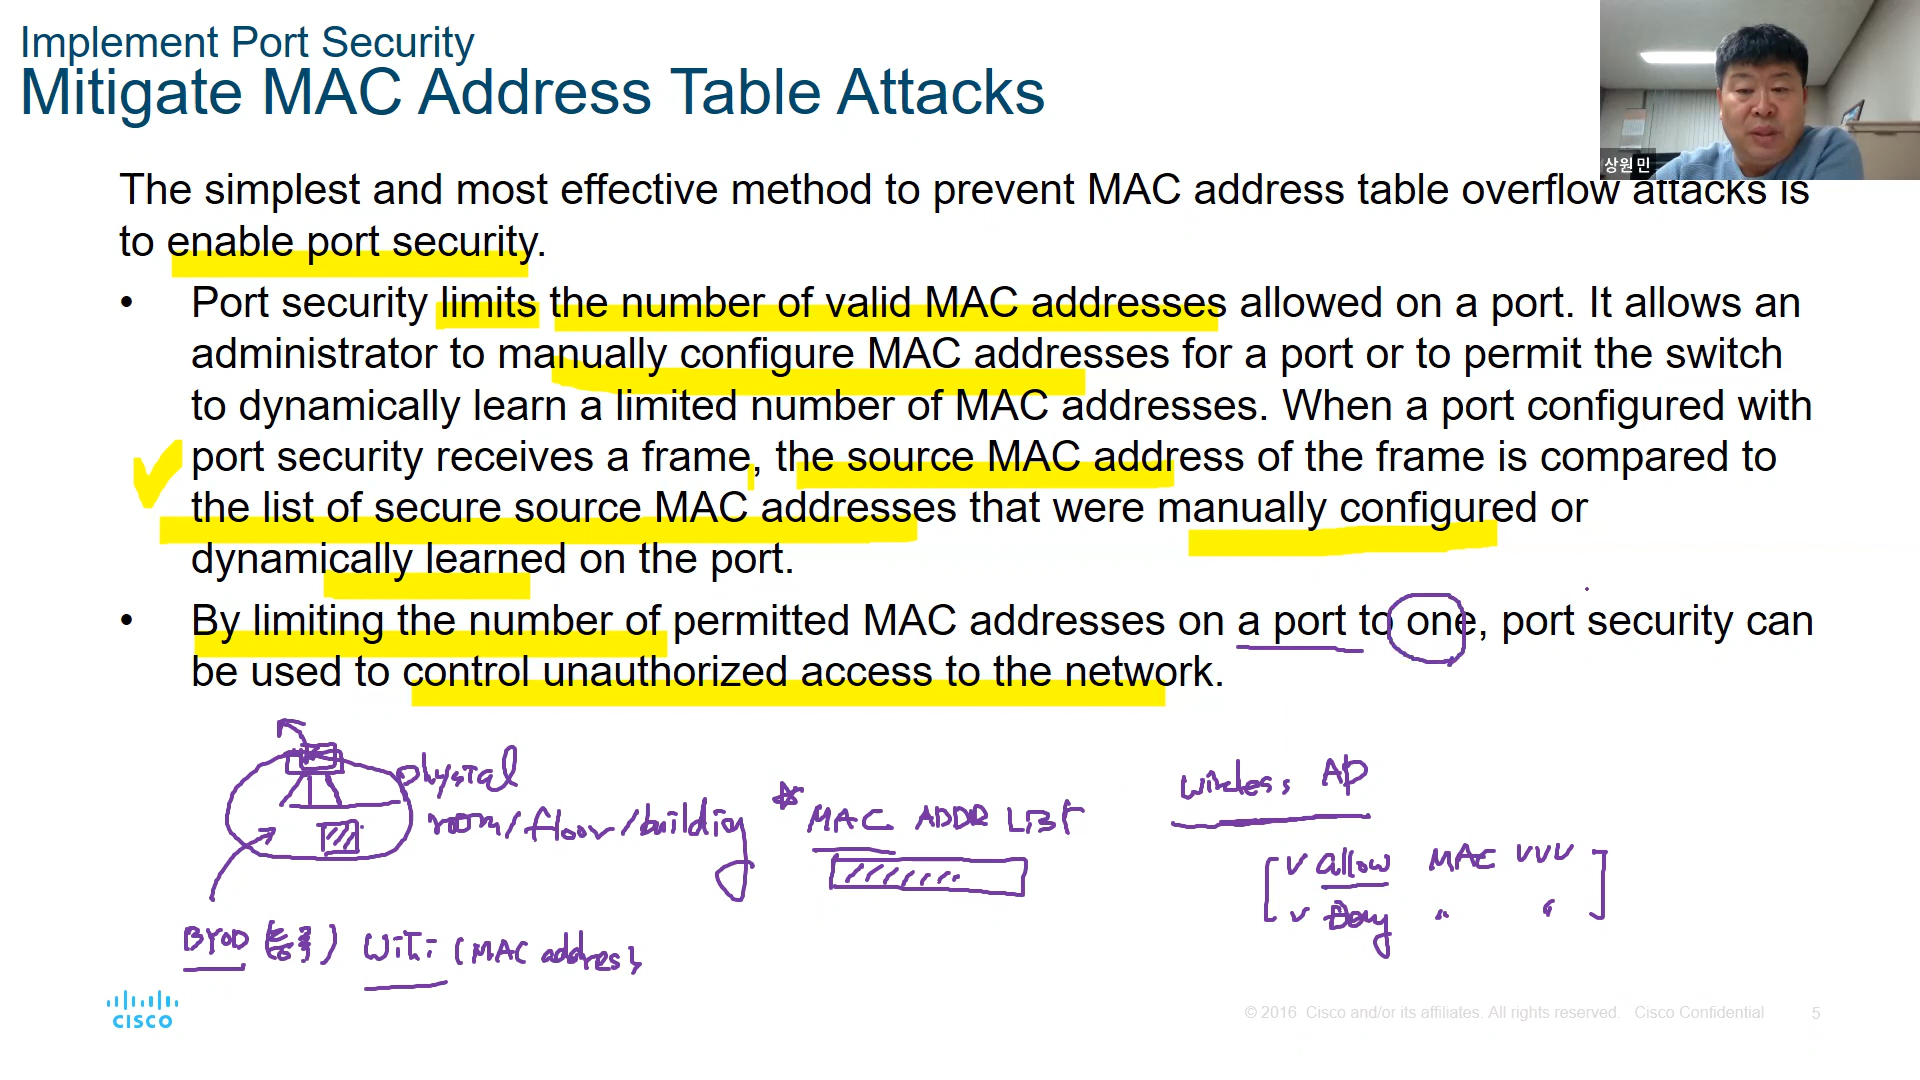 Implement Port Security
Mitigate MAC Address Table Attacks
상원 민
The simplest and most effective method to prevent MAC address table overflow attacks is
to enable port security.
• Port security limits the number of valid MAC addresses allowed on a port. It allows an
administrator to manually configure MAC addresses for a port or to permit the switch
to dynamically learn a limited number of MAC addresses. When a port configured with
port security receives a frame, the source MAC address of the frame is compared to
the list of secure source MAC addresses that were manually configured or
dynamically learned on the port.
• By limiting the number of permitted MAC addresses on a port to one, port security can
be used to control unauthorized access to the network.
physical
room/floor/building
* MAC ADDR LIST
wireless AP
v allow MAC vvv
v Deny " "
BYOD (등록) WiFi (MAC address)
CISCO
© 2016 Cisco and/or its affiliates. All rights reserved. Cisco Confidential 5